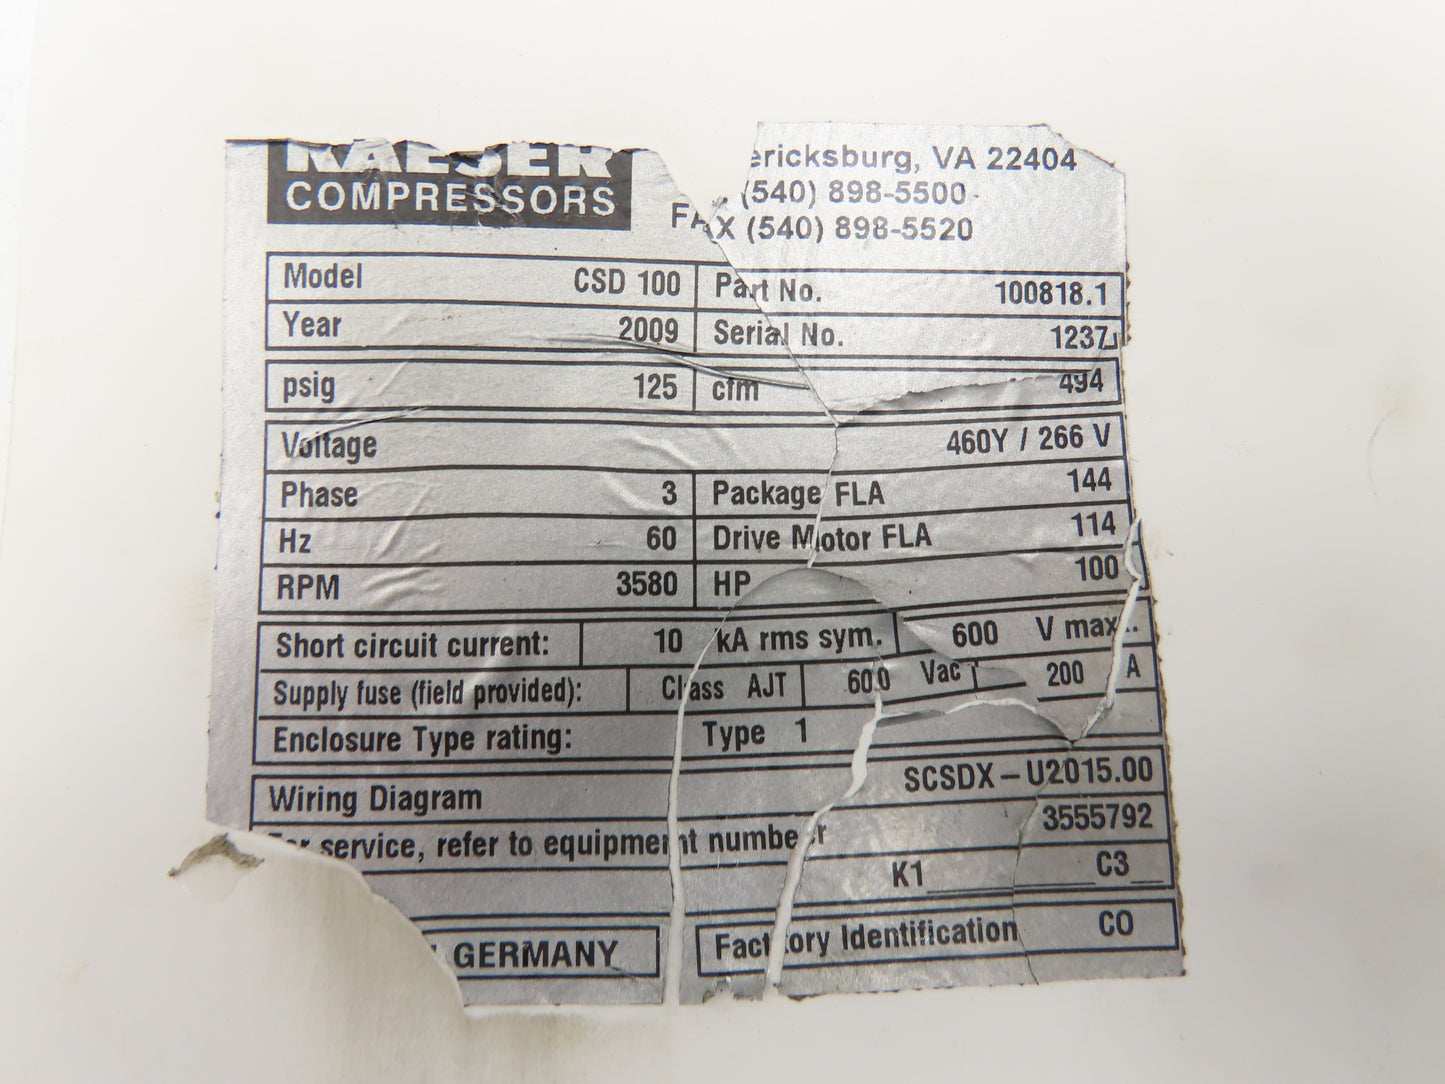 KAESER
COMPRESSORS
ericksburg, VA 22404
(540) 898-5500
FAX (540) 898-5520
Model CSD 100 Part No. 100818.1
Year 2009 Serial No. 1237
psig 125 cfm 494
Voltage 460Y / 266 V
Phase 3 Package FLA 144
Hz 60 Drive Motor FLA 114
RPM 3580 HP 100
Short circuit current: 10 kA rms sym. 600 V max.
Supply fuse (field provided): Class AJT 600 Vac 200 A
Enclosure Type rating: Type 1
Wiring Diagram SCSDX – U2015.00
For service, refer to equipment number 3555792
K1 C3
GERMANY Factory Identification CO